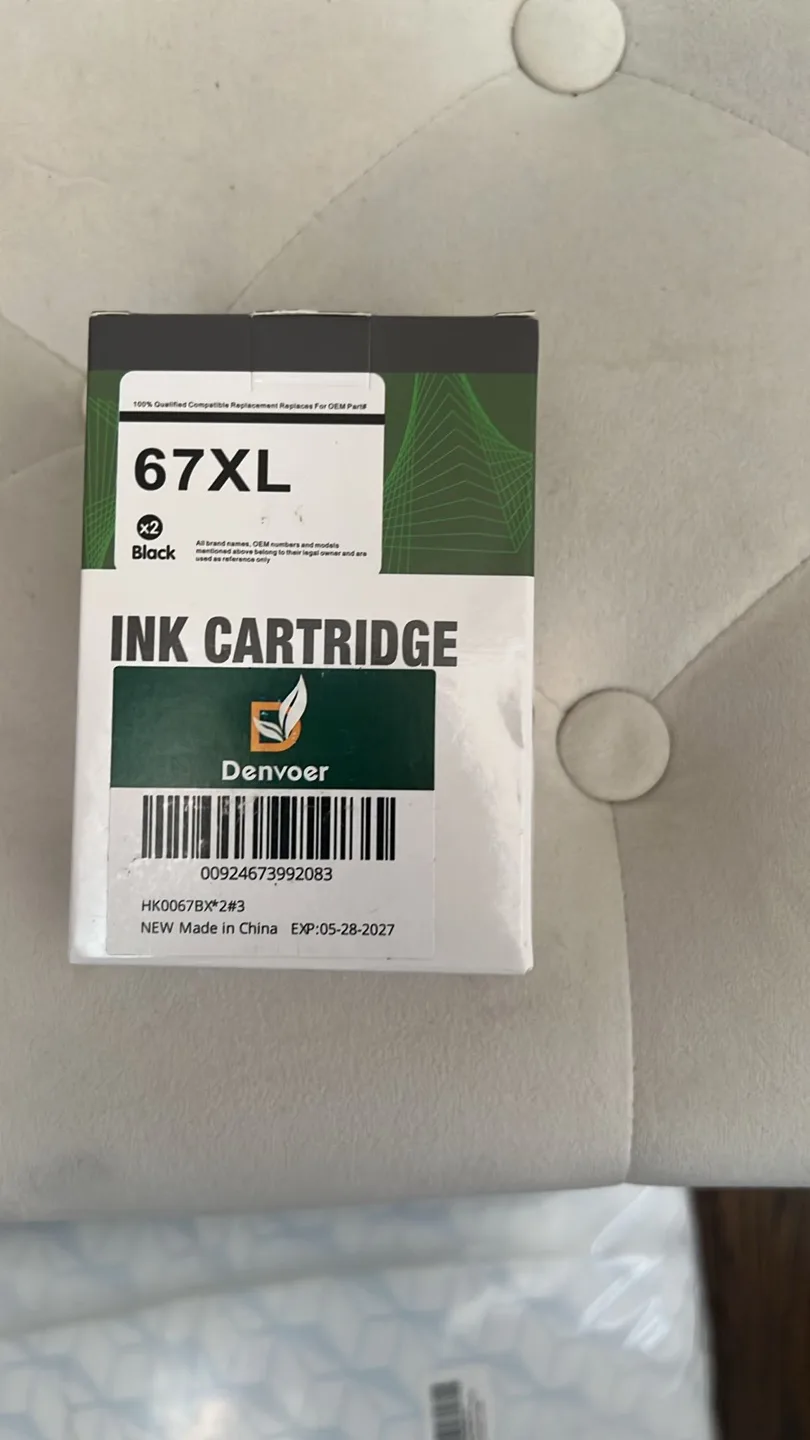 100% Qualified Compatible Replacement Replaces For OEM Part#
67XL
x2
Black
All brand names, OEM numbers and models
mentioned above belong to their legal owner and are
used as reference only
INK CARTRIDGE
D
Denvoer
00924673992083
HK0067BX*2#3
NEW Made in China EXP:05-28-2027